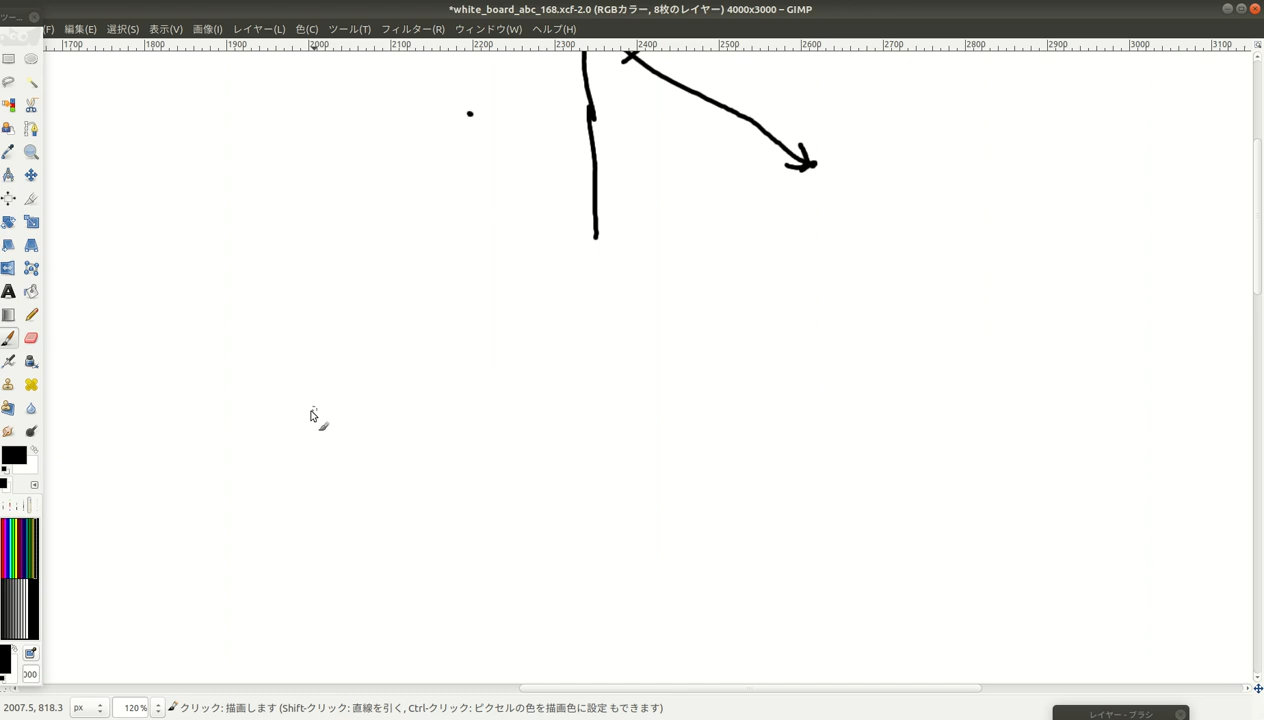 *white_board_abc_168.xcf-2.0 (RGBカラー, 8枚のレイヤー) 4000x3000 – GIMP
ツー...
(F) 編集(E) 選択(S) 表示(V) 画像(I) レイヤー(L) 色(C) ツール(T) フィルター(R) ウィンドウ(W) ヘルプ(H)
1700 1800 1900 2000 2100 2200 2300 2400 2500 2600 2700 2800 2900 3000 3100
2007.5, 818.3 px 120% クリック: 描画します (Shift-クリック: 直線を引く, Ctrl-クリック: ピクセルの色を描画色に設定 もできます)
レイヤー - ブラシ